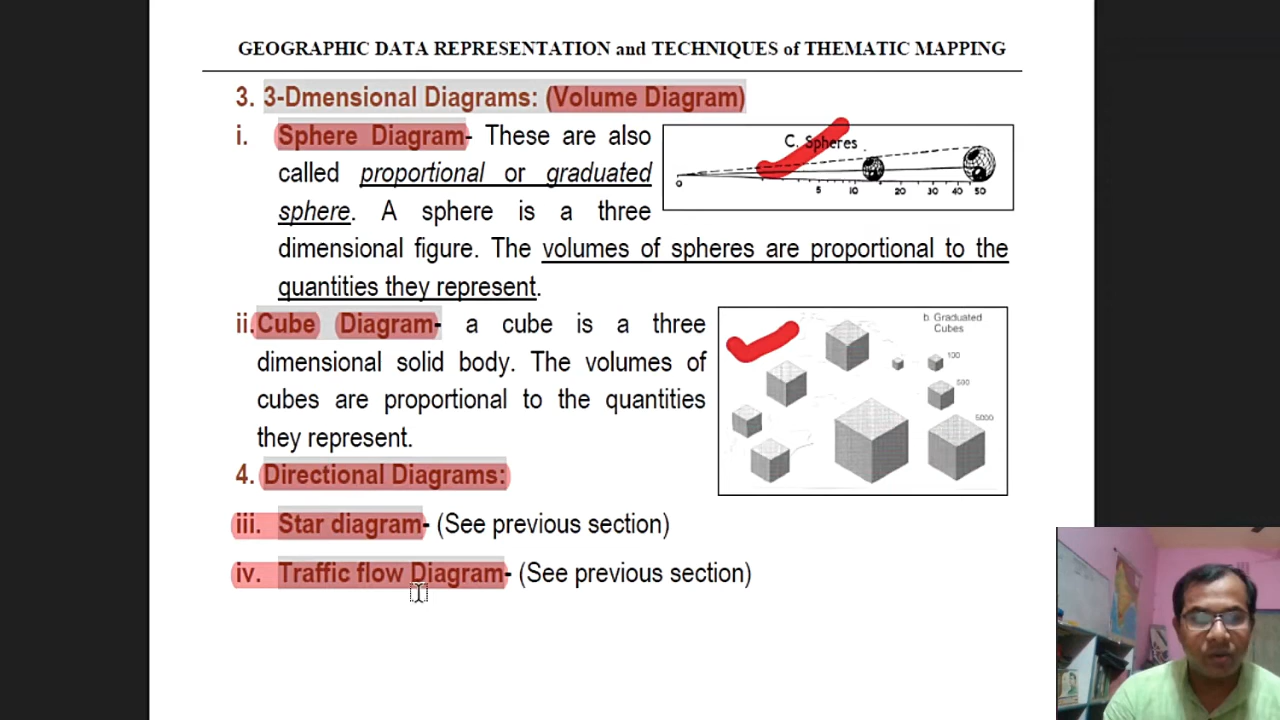 GEOGRAPHIC DATA REPRESENTATION and TECHNIQUES of THEMATIC MAPPING
3. 3-Dmensional Diagrams: (Volume Diagram)
i. Sphere Diagram- These are also
called proportional or graduated
sphere. A sphere is a three
dimensional figure. The volumes of spheres are proportional to the
quantities they represent.
C. Spheres
0 5 10 20 30 40 50
ii. Cube Diagram- a cube is a three
dimensional solid body. The volumes of
cubes are proportional to the quantities
they represent.
b. Graduated
Cubes
100
500
5000
4. Directional Diagrams:
iii. Star diagram- (See previous section)
iv. Traffic flow Diagram- (See previous section)